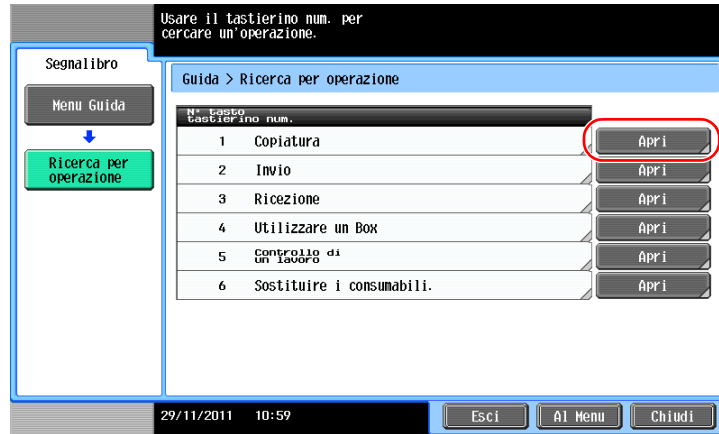 Usare il tastierino num. per
cercare un'operazione.
Segnalibro
Menu Guida
Ricerca per
operazione
Guida > Ricerca per operazione
N° tasto
tastierino num.
1 Copiatura Apri
2 Invio Apri
3 Ricezione Apri
4 Utilizzare un Box Apri
5 Controllo di
un lavoro Apri
6 Sostituire i consumabili. Apri
29/11/2011 10:59 Esci Al Menu Chiudi